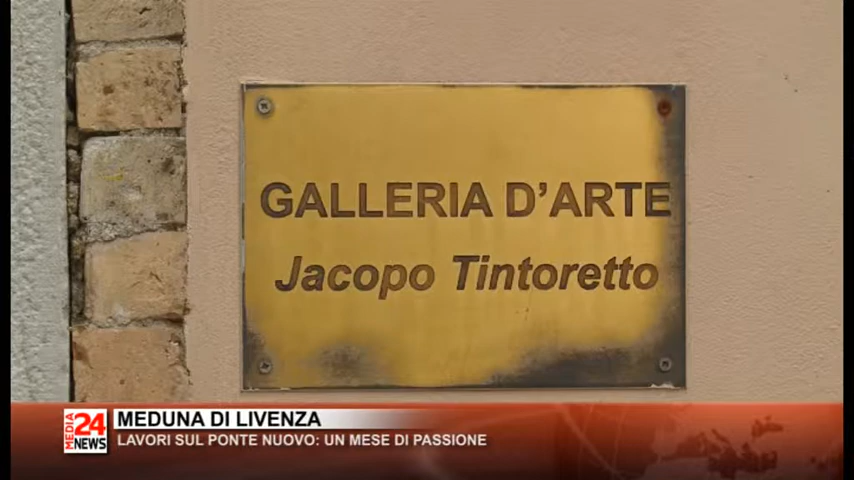 GALLERIA D'ARTE
Jacopo Tintoretto
MEDIA 24 NEWS
MEDUNA DI LIVENZA
LAVORI SUL PONTE NUOVO: UN MESE DI PASSIONE